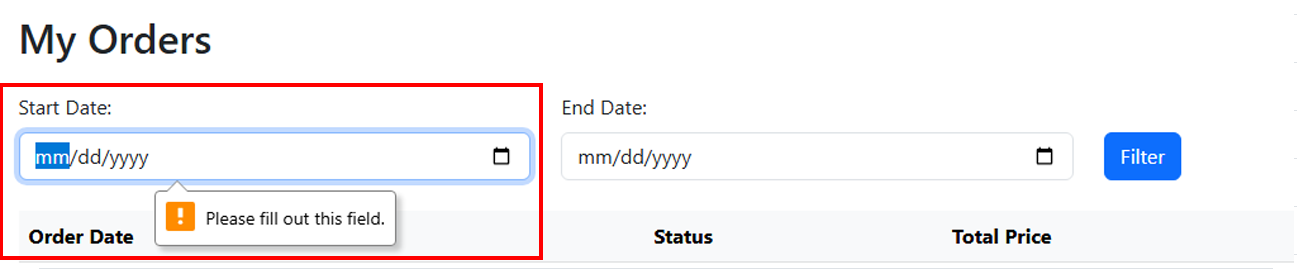 My Orders
Start Date:
End Date:
mm/dd/yyyy
mm/dd/yyyy
Filter
Please fill out this field.
Order Date
Status
Total Price